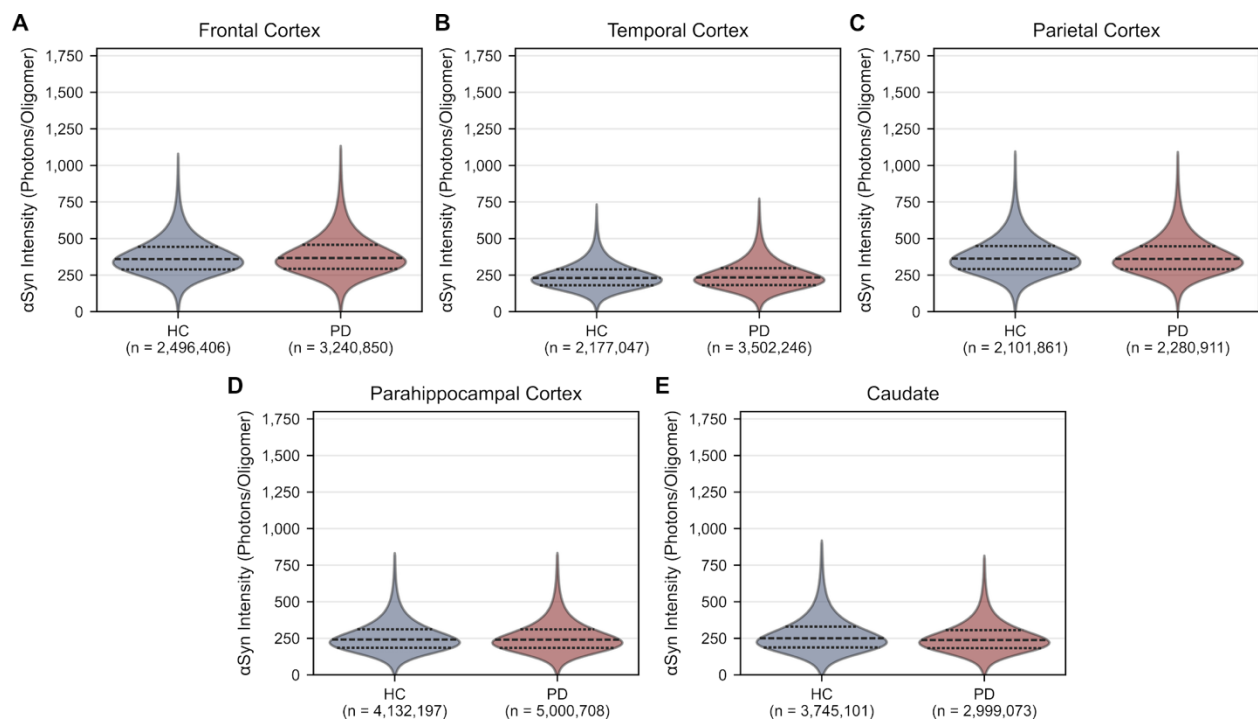 A
Frontal Cortex
αSyn Intensity (Photons/Oligomer)
1,750
1,500
1,250
1,000
750
500
250
0
HC
(n = 2,496,406)
PD
(n = 3,240,850)
B
Temporal Cortex
αSyn Intensity (Photons/Oligomer)
1,750
1,500
1,250
1,000
750
500
250
0
HC
(n = 2,177,047)
PD
(n = 3,502,246)
C
Parietal Cortex
αSyn Intensity (Photons/Oligomer)
1,750
1,500
1,250
1,000
750
500
250
0
HC
(n = 2,101,861)
PD
(n = 2,280,911)
D
Parahippocampal Cortex
αSyn Intensity (Photons/Oligomer)
1,750
1,500
1,250
1,000
750
500
250
0
HC
(n = 4,132,197)
PD
(n = 5,000,708)
E
Caudate
αSyn Intensity (Photons/Oligomer)
1,750
1,500
1,250
1,000
750
500
250
0
HC
(n = 3,745,101)
PD
(n = 2,999,073)